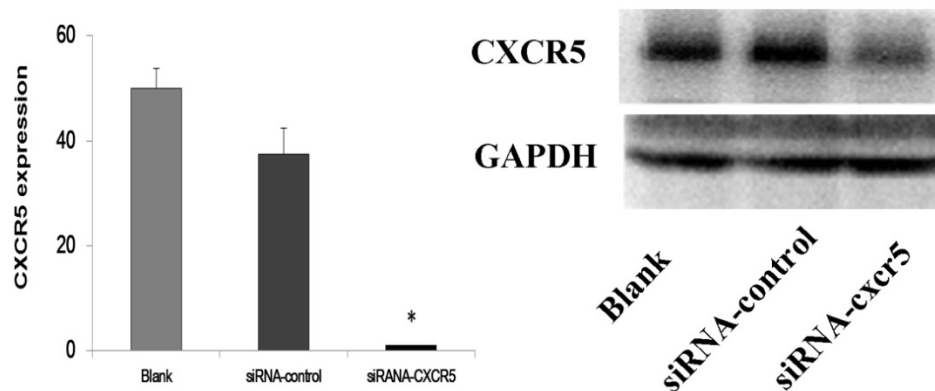 60
40
20
0
CXCR5 expression
*
Blank
siRNA-control
siRANA-CXCR5
CXCR5
GAPDH
Blank
siRNA-control
siRNA-cxcr5